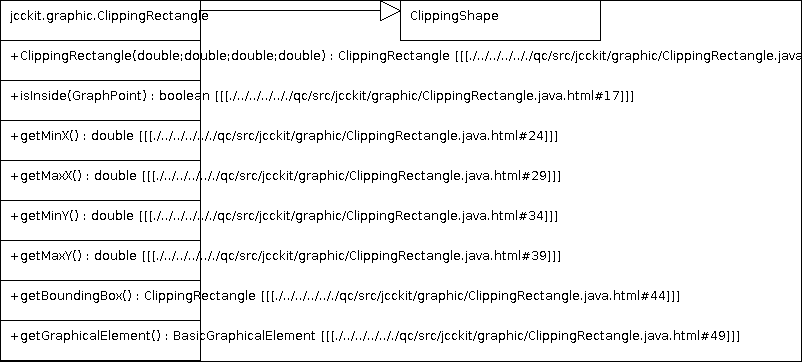 jcckit.graphic.ClippingRectangle
ClippingShape
+ClippingRectangle(double;double;double;double) : ClippingRectangle [[[./../../../../../qc/src/jcckit/graphic/ClippingRectangle.java
+isInside(GraphPoint) : boolean [[[./../../../../../qc/src/jcckit/graphic/ClippingRectangle.java.html#17]]]
+getMinX() : double [[[./../../../../../qc/src/jcckit/graphic/ClippingRectangle.java.html#24]]]
+getMaxX() : double [[[./../../../../../qc/src/jcckit/graphic/ClippingRectangle.java.html#29]]]
+getMinY() : double [[[./../../../../../qc/src/jcckit/graphic/ClippingRectangle.java.html#34]]]
+getMaxY() : double [[[./../../../../../qc/src/jcckit/graphic/ClippingRectangle.java.html#39]]]
+getBoundingBox() : ClippingRectangle [[[./../../../../../qc/src/jcckit/graphic/ClippingRectangle.java.html#44]]]
+getGraphicalElement() : BasicGraphicalElement [[[./../../../../../qc/src/jcckit/graphic/ClippingRectangle.java.html#49]]]